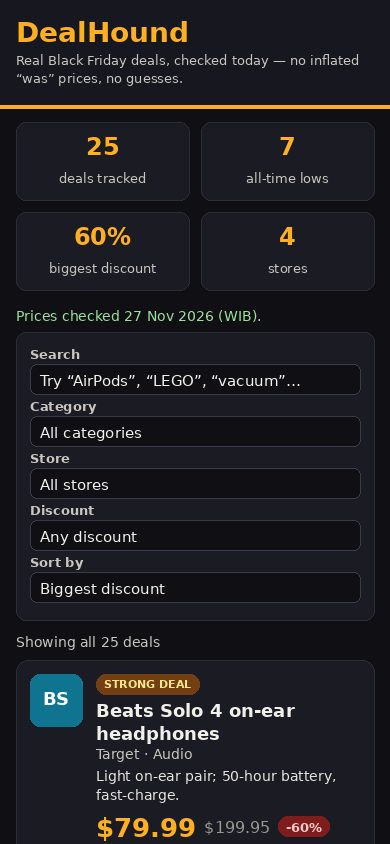 DealHound
Real Black Friday deals, checked today — no inflated
“was” prices, no guesses.
25
deals tracked
7
all-time lows
60%
biggest discount
4
stores
Prices checked 27 Nov 2026 (WIB).
Search
Try “AirPods”, “LEGO”, “vacuum”…
Category
All categories
Store
All stores
Discount
Any discount
Sort by
Biggest discount
Showing all 25 deals
BS
STRONG DEAL
Beats Solo 4 on-ear
headphones
Target · Audio
Light on-ear pair; 50-hour battery,
fast-charge.
$79.99 $199.95 -60%